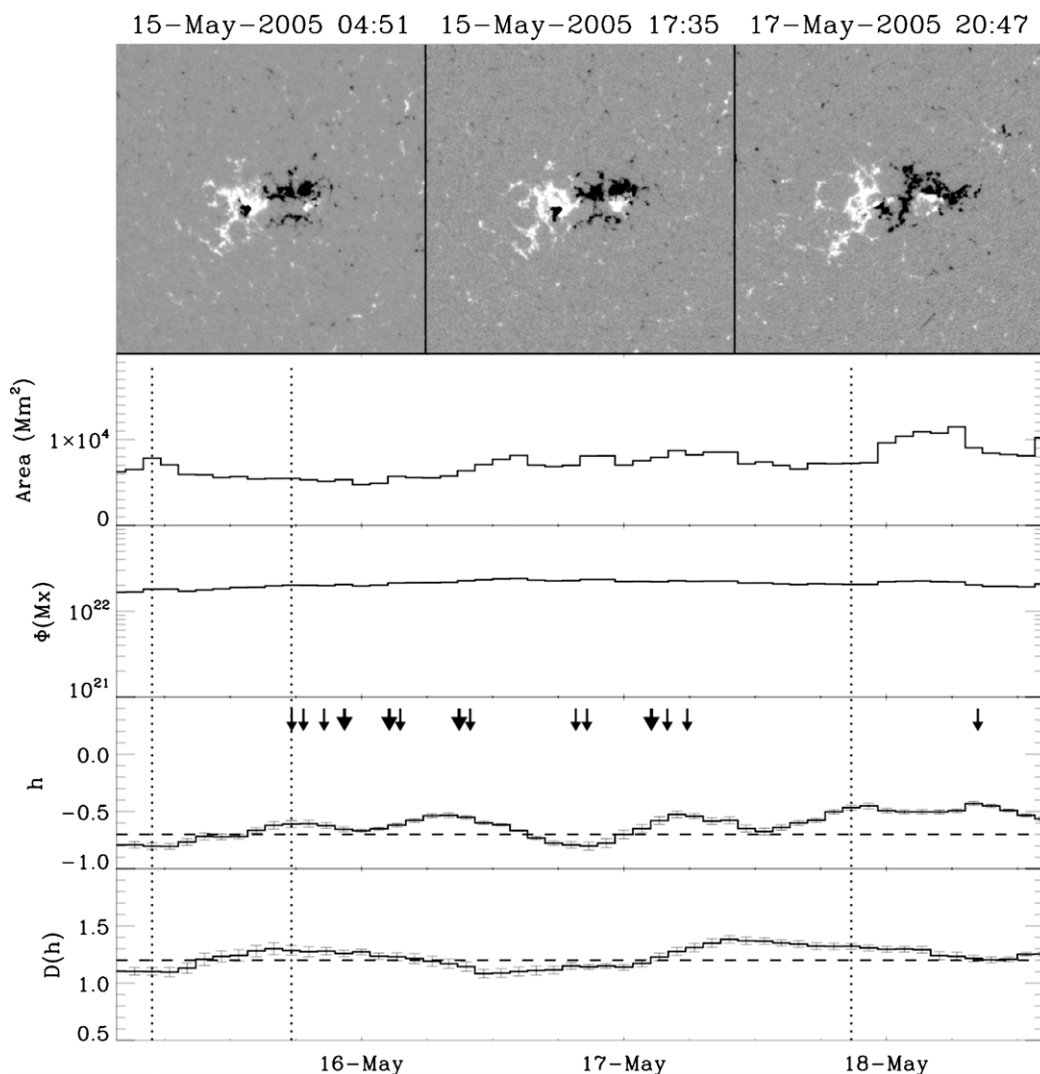 15-May-2005 04:51 15-May-2005 17:35 17-May-2005 20:47
Area (Mm²)
1×10⁴
0
Φ(Mx)
10²²
10²¹
h
0.0
−0.5
−1.0
D(h)
1.5
1.0
0.5
16-May 17-May 18-May